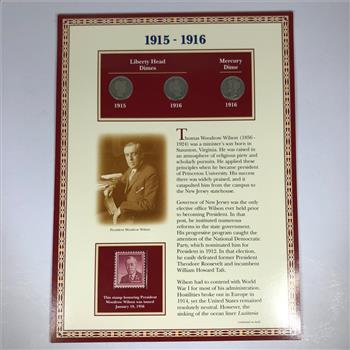 1915 - 1916
Liberty Head
Dimes
Mercury
Dime
1915
1916
1916
President Woodrow Wilson
This stamp honoring President
Woodrow Wilson was issued
January 10, 1956
Thomas Woodrow Wilson (1856 -
1924) was a minister's son born in
Staunton, Virginia. He was raised in
an atmosphere of religious piety and
scholarly pursuits. He applied these
principles when he became president
of Princeton University. His success
there was widely praised, and it
catapulted him from the campus to
the New Jersey statehouse.
Governor of New Jersey was the only
elective office Wilson ever held prior
to becoming President. In that
post, he instituted numerous
reforms in the state government.
His progressive program caught the
attention of the National Democratic
Party, which nominated him for
President in 1912. In the election, he
easily defeated former President
Theodore Roosevelt and incumbent
William Howard Taft.
Wilson had to contend with World
War I for most of his administration.
Hostilities broke out in Europe in
1914, yet the United States remained
resolutely neutral. However, the
sinking of the ocean liner Lusitania
(continued on back)